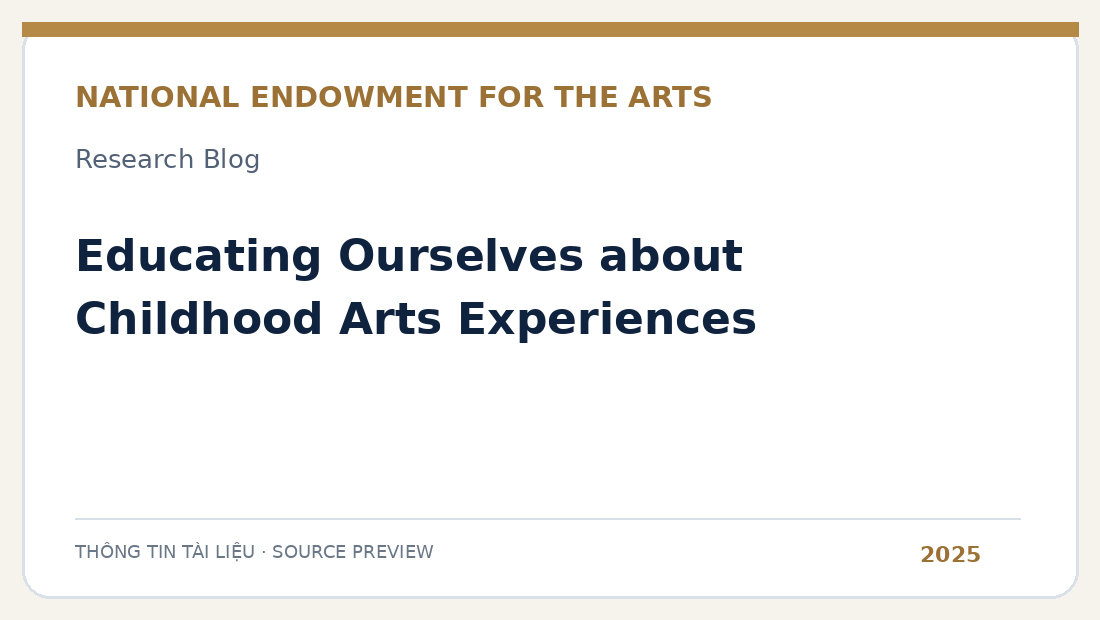 NATIONAL ENDOWMENT FOR THE ARTS
Research Blog
Educating Ourselves about
Childhood Arts Experiences
THÔNG TIN TÀI LIỆU · SOURCE PREVIEW
2025